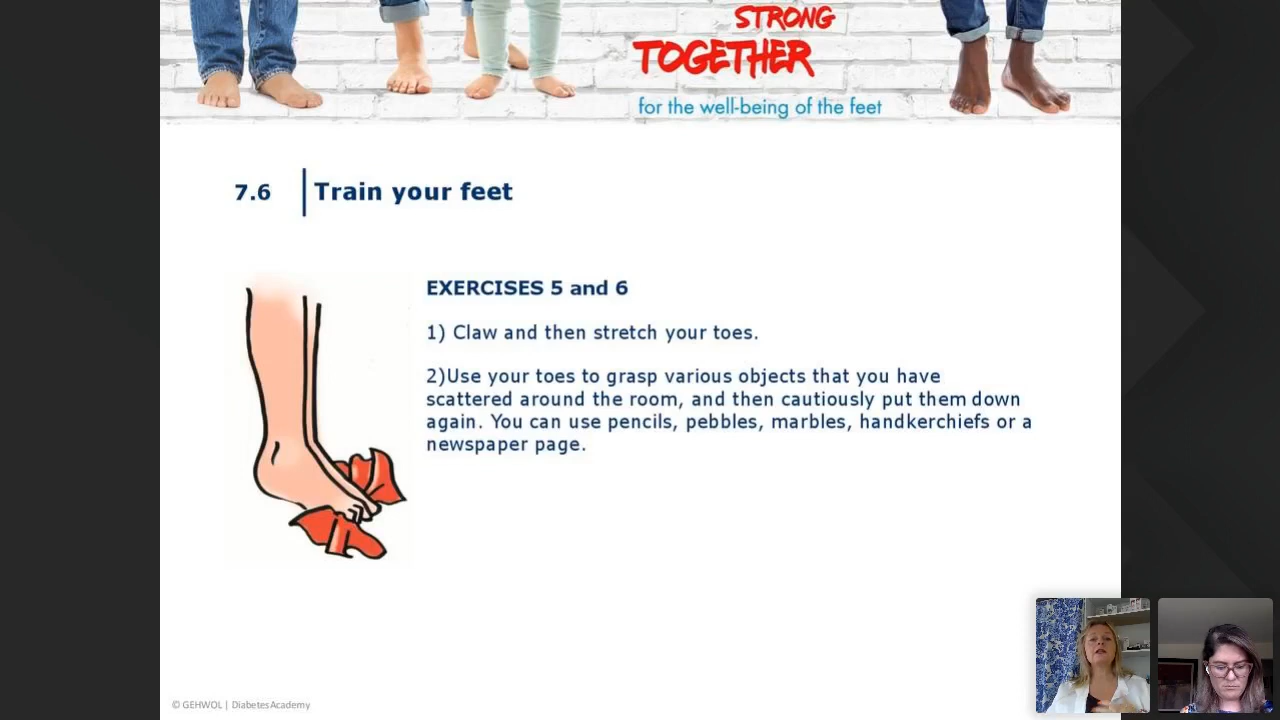 STRONG
TOGETHER
for the well-being of the feet
7.6 Train your feet
EXERCISES 5 and 6
1) Claw and then stretch your toes.
2)Use your toes to grasp various objects that you have
scattered around the room, and then cautiously put them down
again. You can use pencils, pebbles, marbles, handkerchiefs or a
newspaper page.
© GEHWOL | DiabetesAcademy